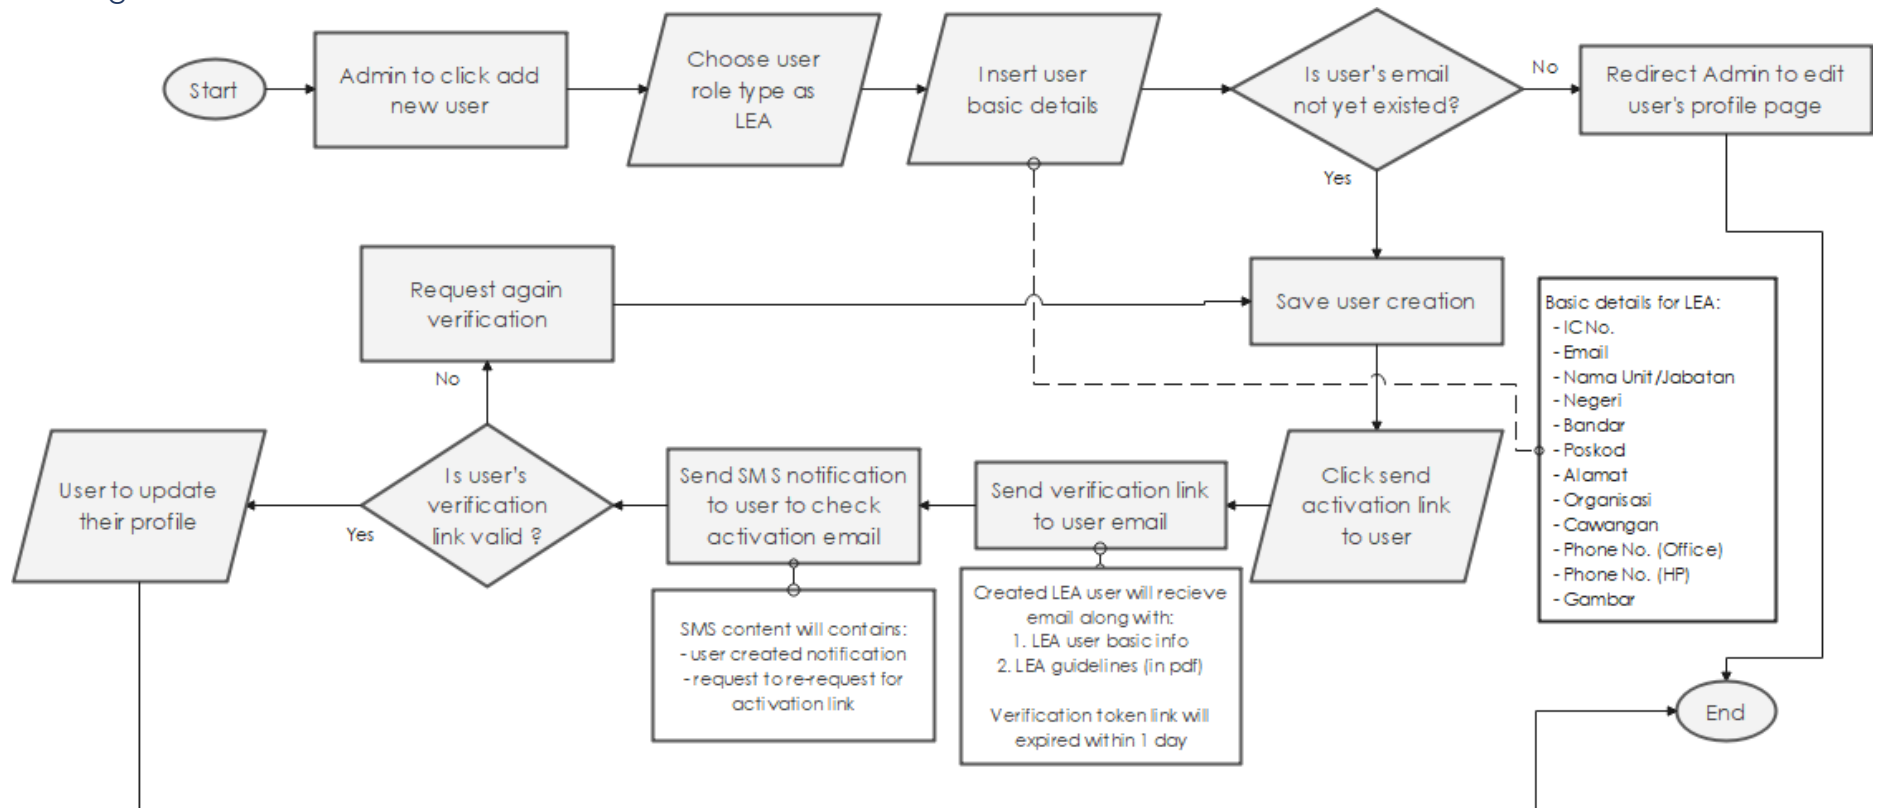 Start
Admin to click add
new user
Choose user
role type as
LEA
Insert user
basic details
Is user's email
not yet existed?
No
Redirect Admin to edit
user's profile page
Yes
Request again
verification
Save user creation
Basic details for LEA:
- IC No.
- Email
- Nama Unit/Jabatan
- Negeri
- Bandar
- Poskod
- Alamat
- Organisasi
- Cawangan
- Phone No. (Office)
- Phone No. (HP)
- Gambar
No
User to update
their profile
Yes
Is user's
verification
link valid ?
Send SMS notification
to user to check
activation email
Send verification link
to user email
Click send
activation link
to user
SMS content will contains:
- user created notification
- request to re-request for
activation link
Created LEA user will recieve
email along with:
1. LEA user basic info
2. LEA guidelines (in pdf)
Verification token link will
expired within 1 day
End